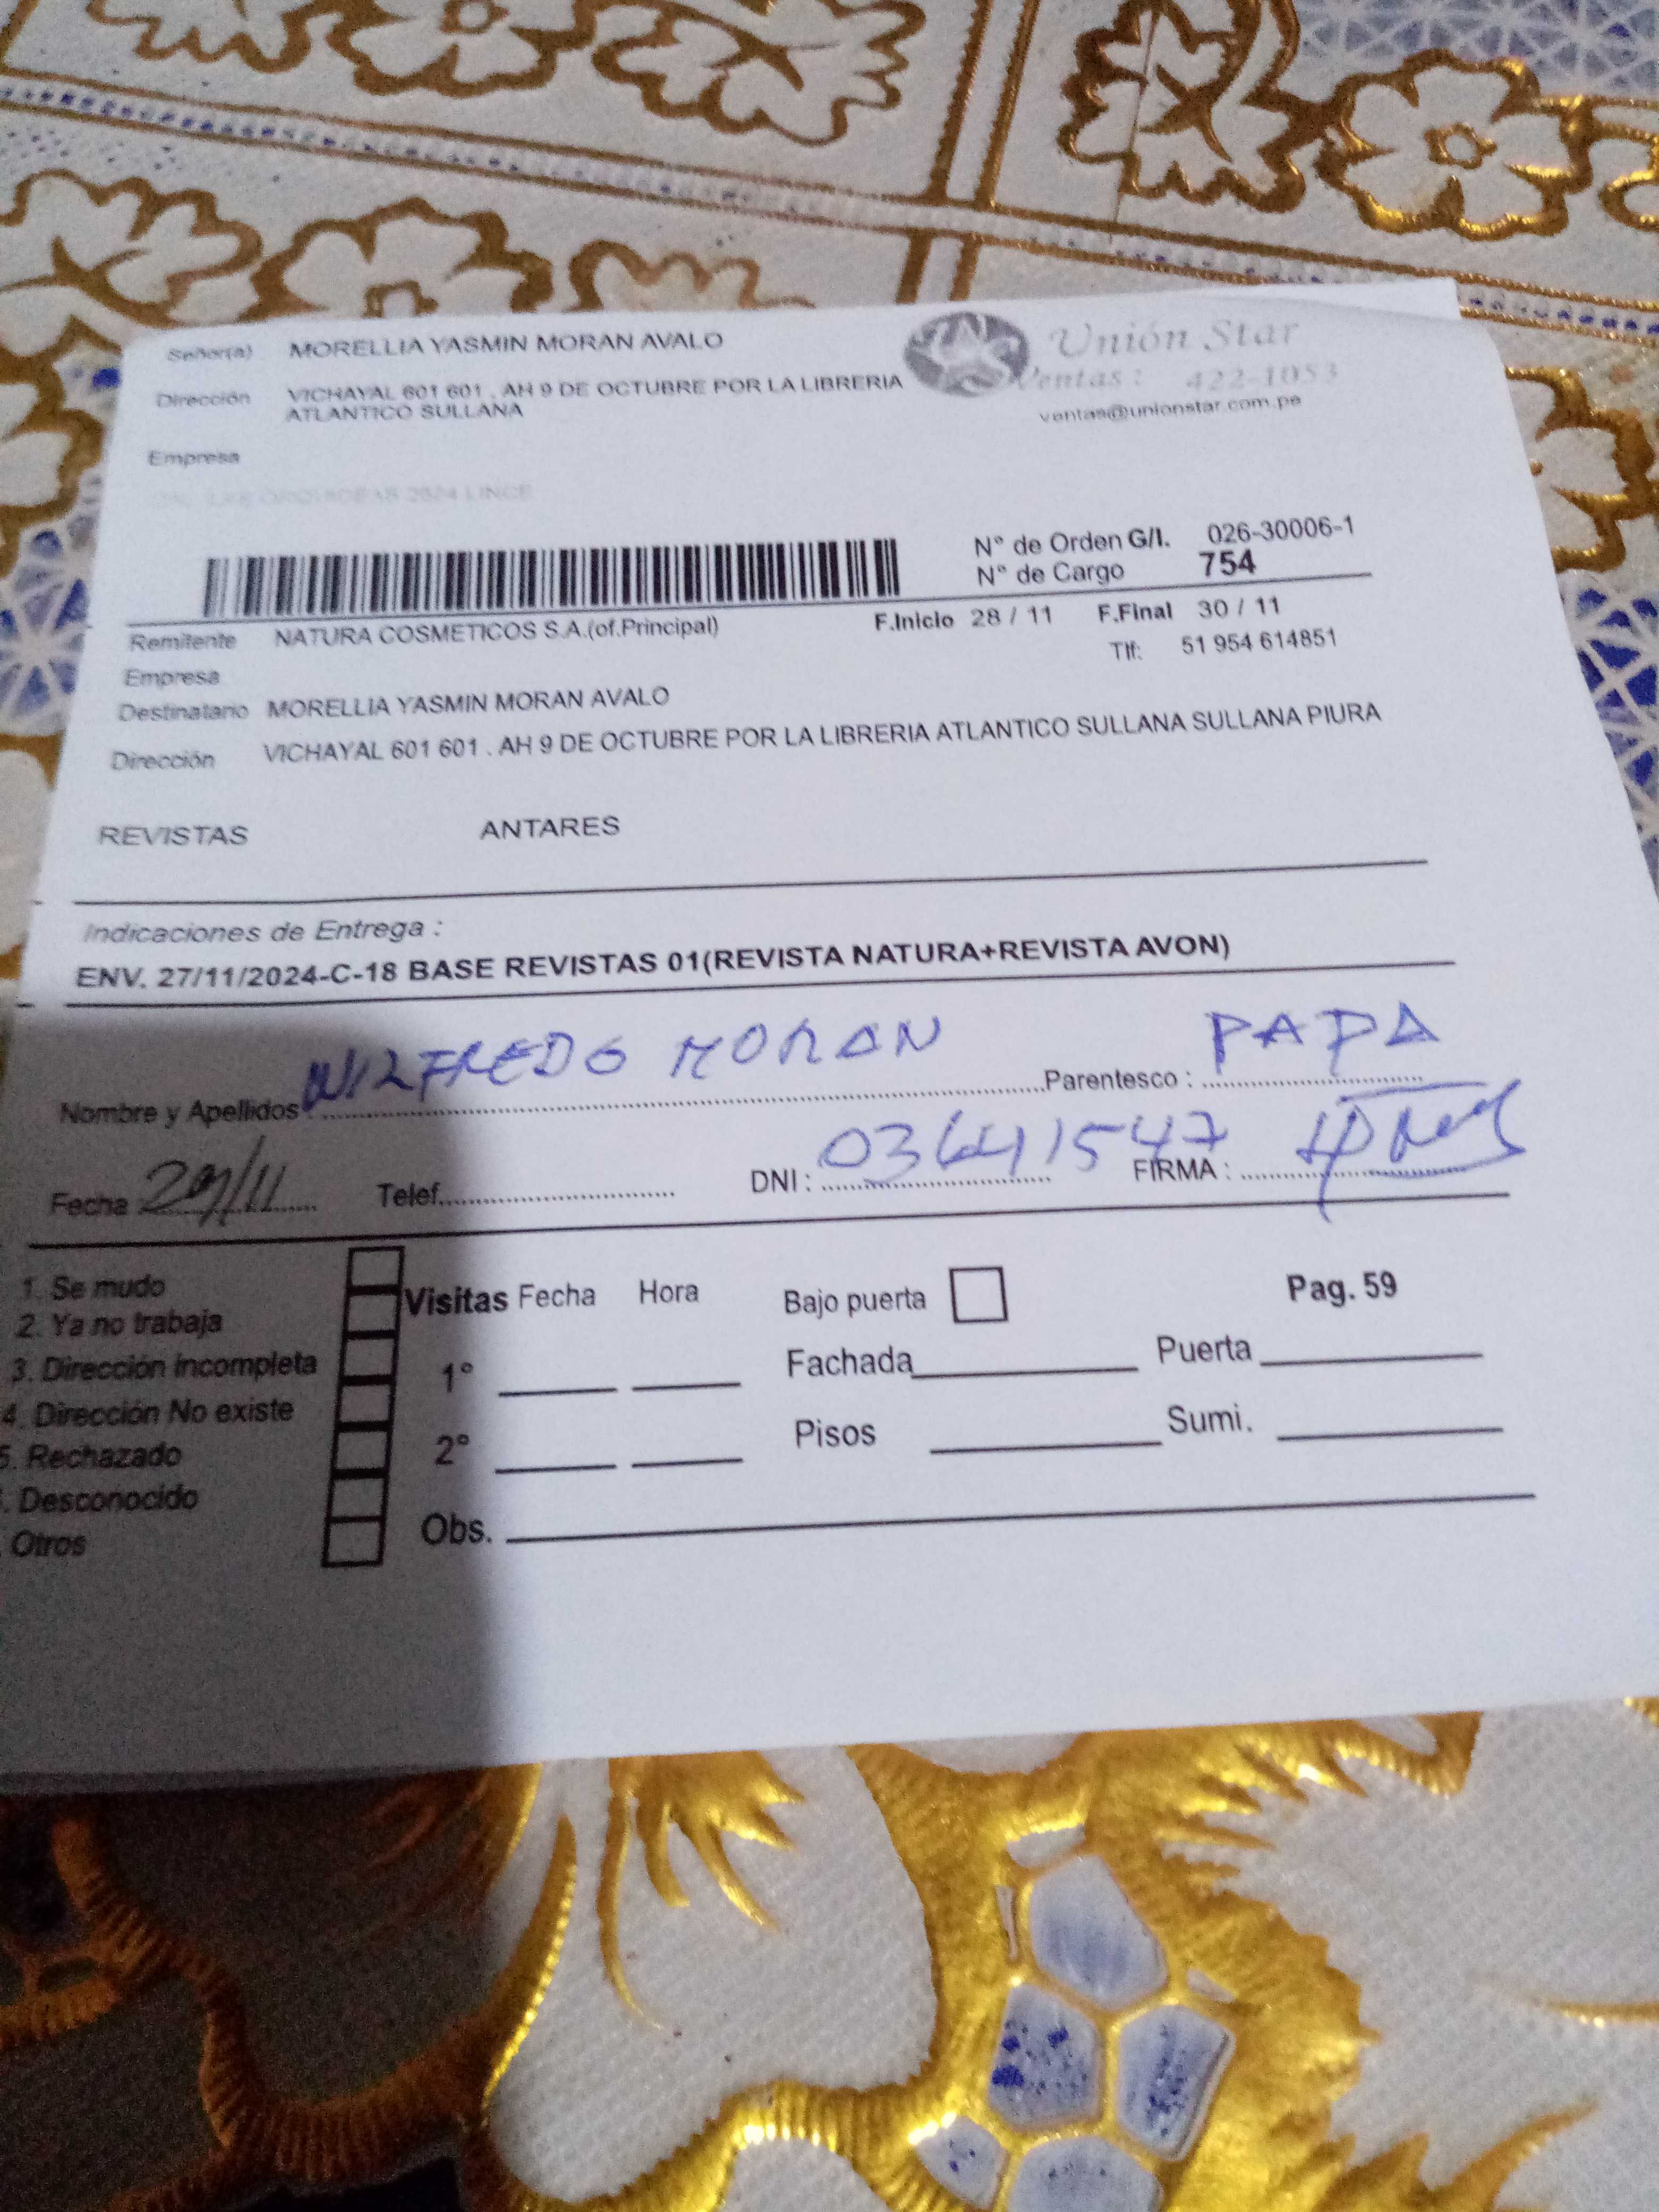 Señor(a) MORELLIA YASMIN MORAN AVALO
Unión Star
Dirección VICHAYAL 601 601 . AH 9 DE OCTUBRE POR LA LIBRERIA
ATLANTICO SULLANA
Ventas : 422-1053
ventas@unionstar.com.pe
Empresa
2024 LINCE
N° de Orden G/I. 026-30006-1
N° de Cargo 754
Remitente NATURA COSMETICOS S.A.(of.Principal) F.Inicio 28 / 11 F.Final 30 / 11
Empresa Tlf: 51 954 614851
Destinatario MORELLIA YASMIN MORAN AVALO
Dirección VICHAYAL 601 601 . AH 9 DE OCTUBRE POR LA LIBRERIA ATLANTICO SULLANA SULLANA PIURA
REVISTAS ANTARES
Indicaciones de Entrega :
ENV. 27/11/2024-C-18 BASE REVISTAS 01(REVISTA NATURA+REVISTA AVON)
Nombre y Apellidos : WILFREDO MORAN Parentesco : PAPA
Fecha 29/11 Telef. DNI : 03641547 FIRMA :
1. Se mudo
2. Ya no trabaja
3. Dirección incompleta
4. Dirección No existe
5. Rechazado
. Desconocido
. Otros
Visitas Fecha Hora
1°
2°
Obs.
Bajo puerta Pag. 59
Fachada Puerta
Pisos Sumi.